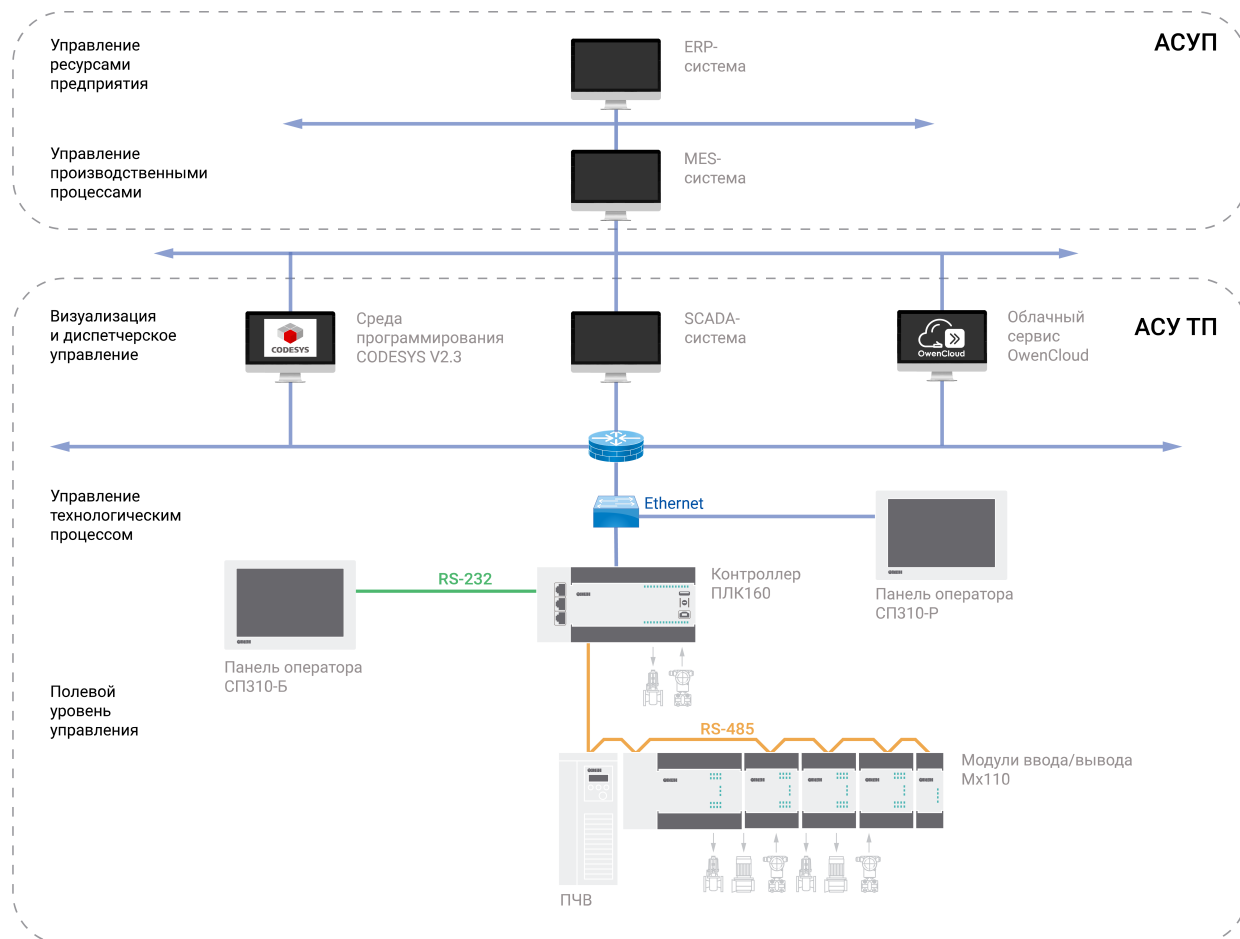 Управление
ресурсами
предприятия
ERP-
система
АСУП
Управление
производственными
процессами
MES-
система
Визуализация
и диспетчерское
управление
CODESYS
Среда
программирования
CODESYS V2.3
SCADA-
система
OwenCloud
Облачный
сервис
OwenCloud
АСУ ТП
Управление
технологическим
процессом
Ethernet
RS-232
Контроллер
ПЛК160
Панель оператора
СП310-Р
Панель оператора
СП310-Б
Полевой
уровень
управления
RS-485
Модули ввода/вывода
Мх110
ПЧВ